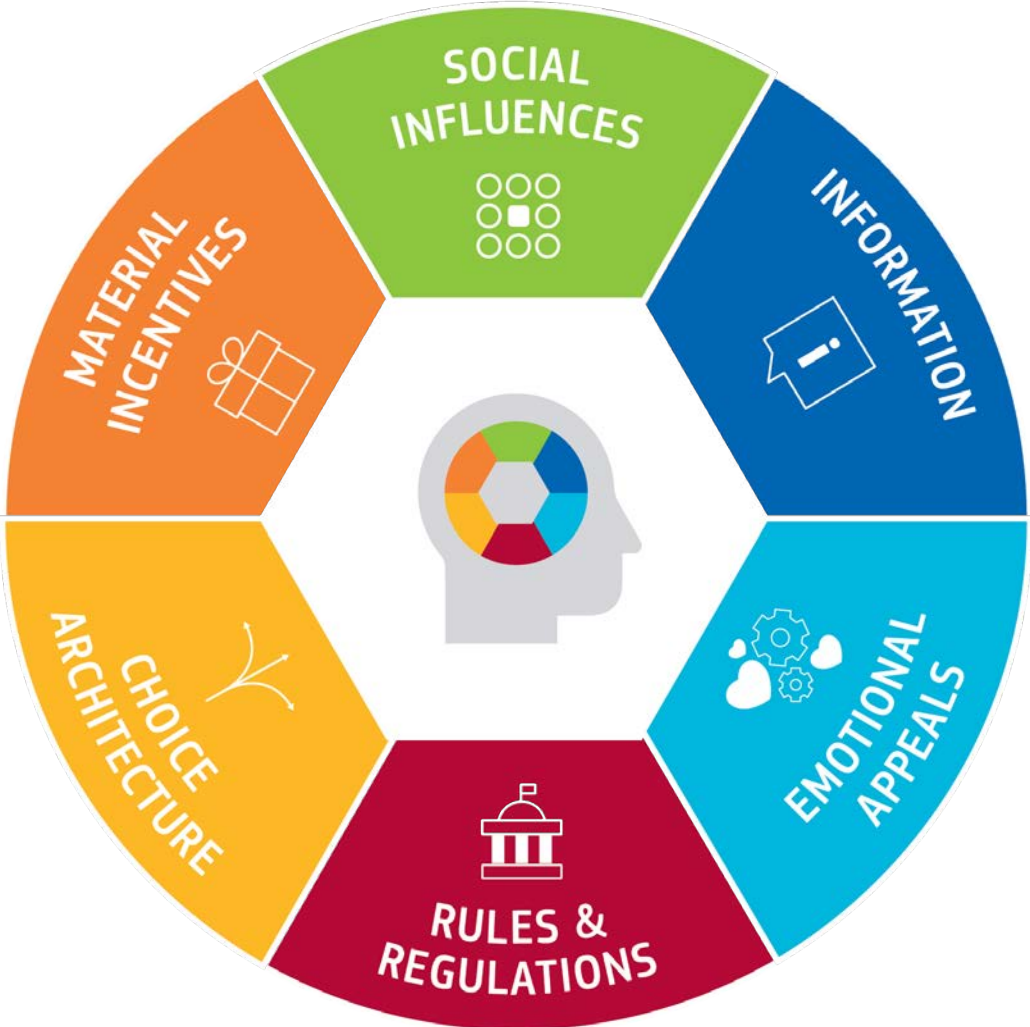 SOCIAL
INFLUENCES
INFORMATION
EMOTIONAL
APPEALS
RULES &
REGULATIONS
CHOICE
ARCHITECTURE
MATERIAL
INCENTIVES
i